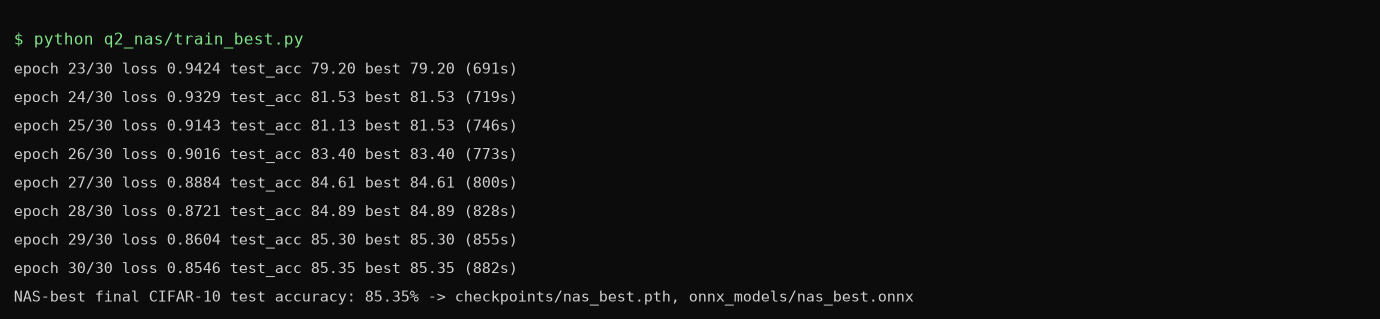 $ python q2_nas/train_best.py
epoch 23/30 loss 0.9424 test_acc 79.20 best 79.20 (691s)
epoch 24/30 loss 0.9329 test_acc 81.53 best 81.53 (719s)
epoch 25/30 loss 0.9143 test_acc 81.13 best 81.53 (746s)
epoch 26/30 loss 0.9016 test_acc 83.40 best 83.40 (773s)
epoch 27/30 loss 0.8884 test_acc 84.61 best 84.61 (800s)
epoch 28/30 loss 0.8721 test_acc 84.89 best 84.89 (828s)
epoch 29/30 loss 0.8604 test_acc 85.30 best 85.30 (855s)
epoch 30/30 loss 0.8546 test_acc 85.35 best 85.35 (882s)
NAS-best final CIFAR-10 test accuracy: 85.35% -> checkpoints/nas_best.pth, onnx_models/nas_best.onnx